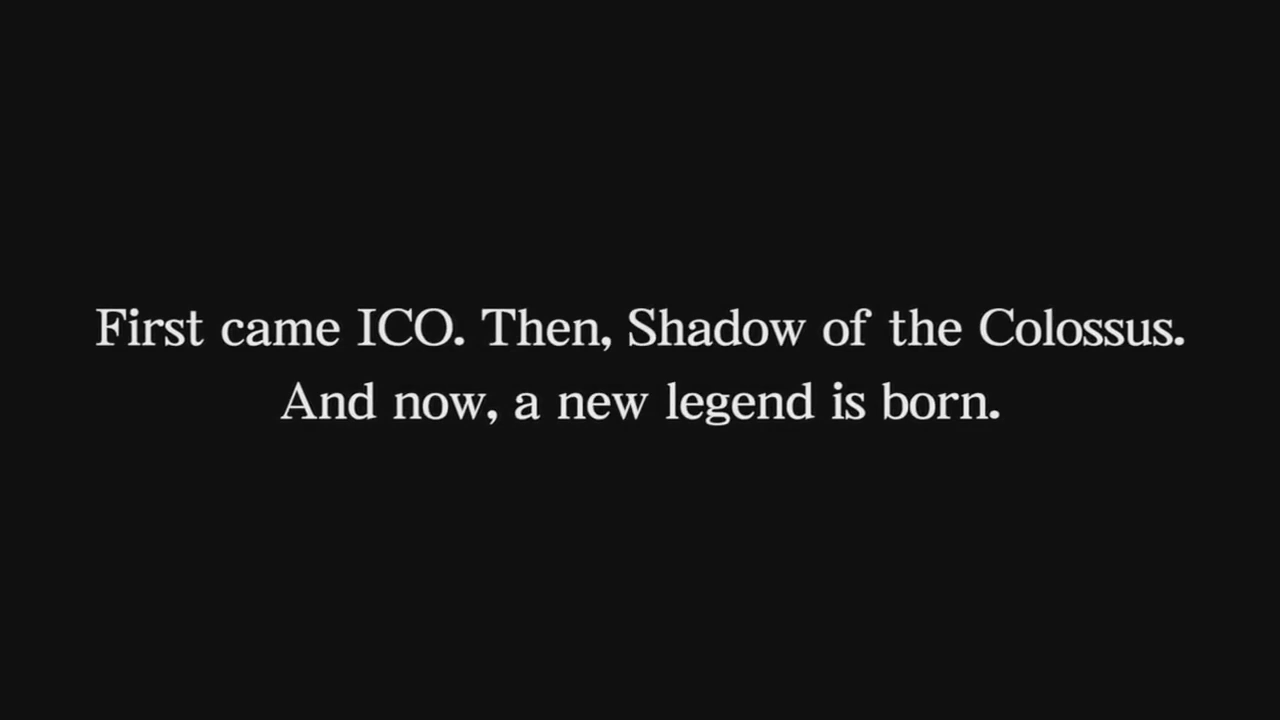 First came ICO. Then, Shadow of the Colossus.
And now, a new legend is born.